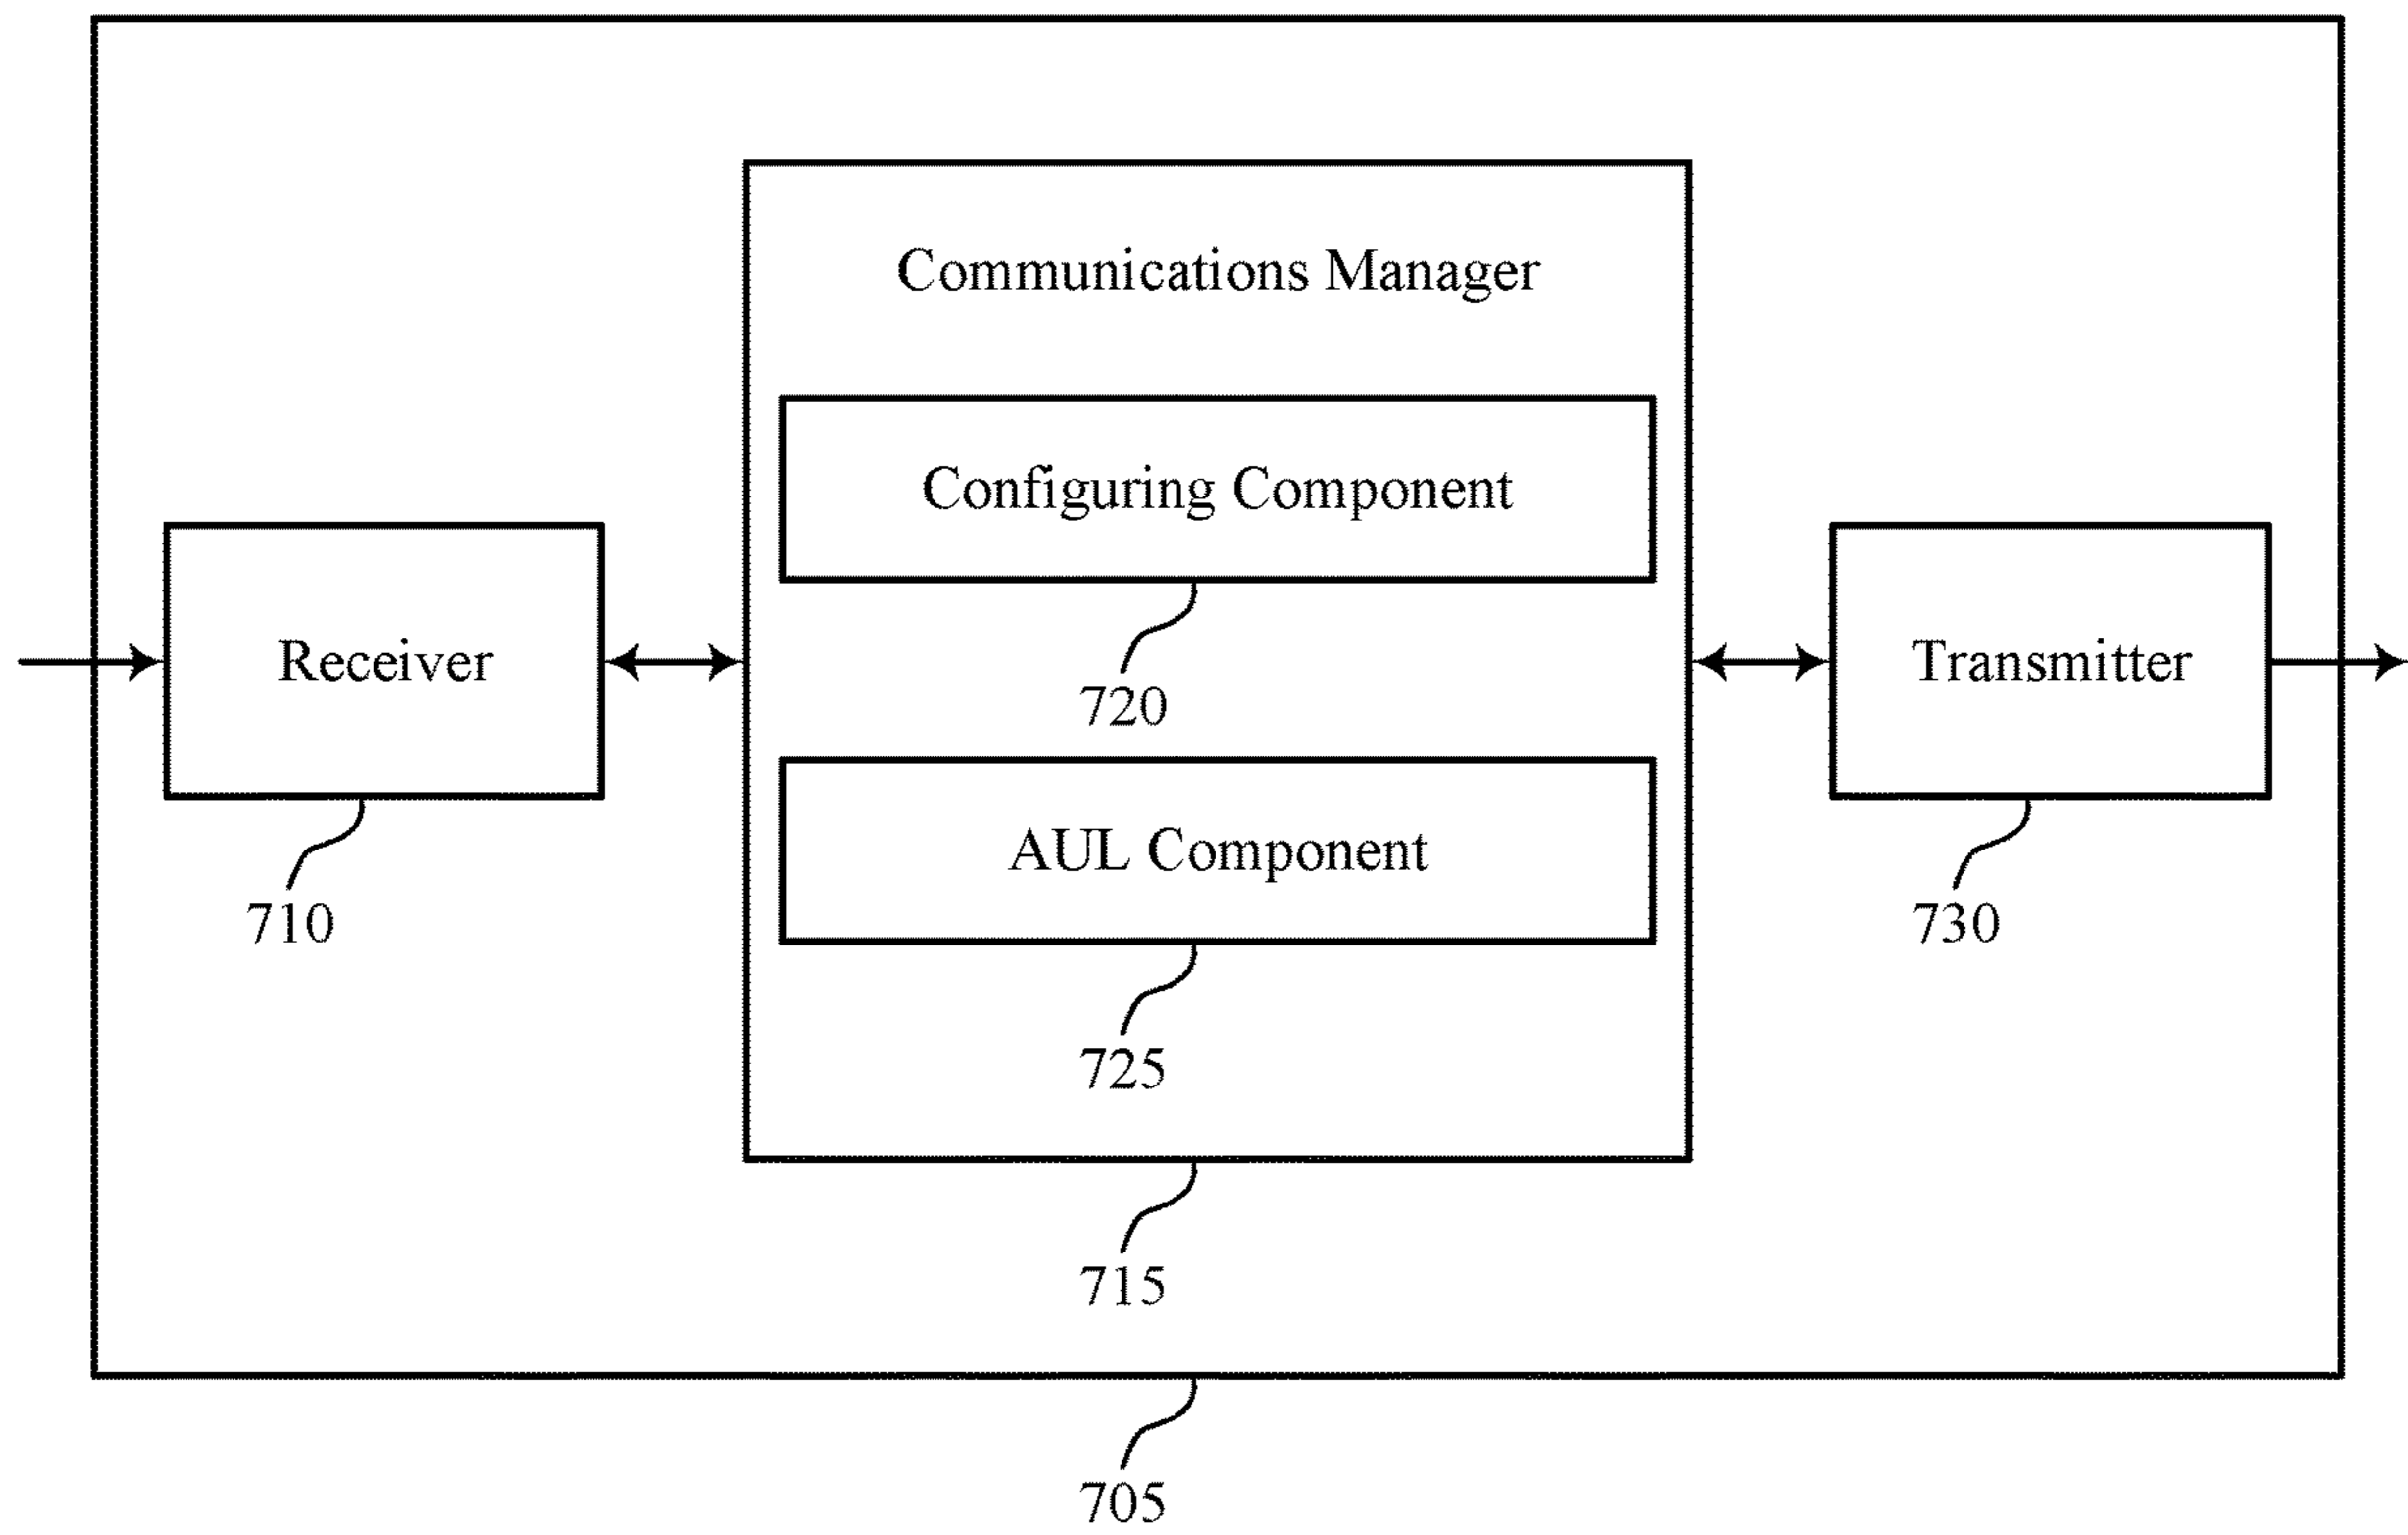 Communications Manager
Configuring Component
720
Receiver
710
Transmitter
730
AUL Component
725
715
705